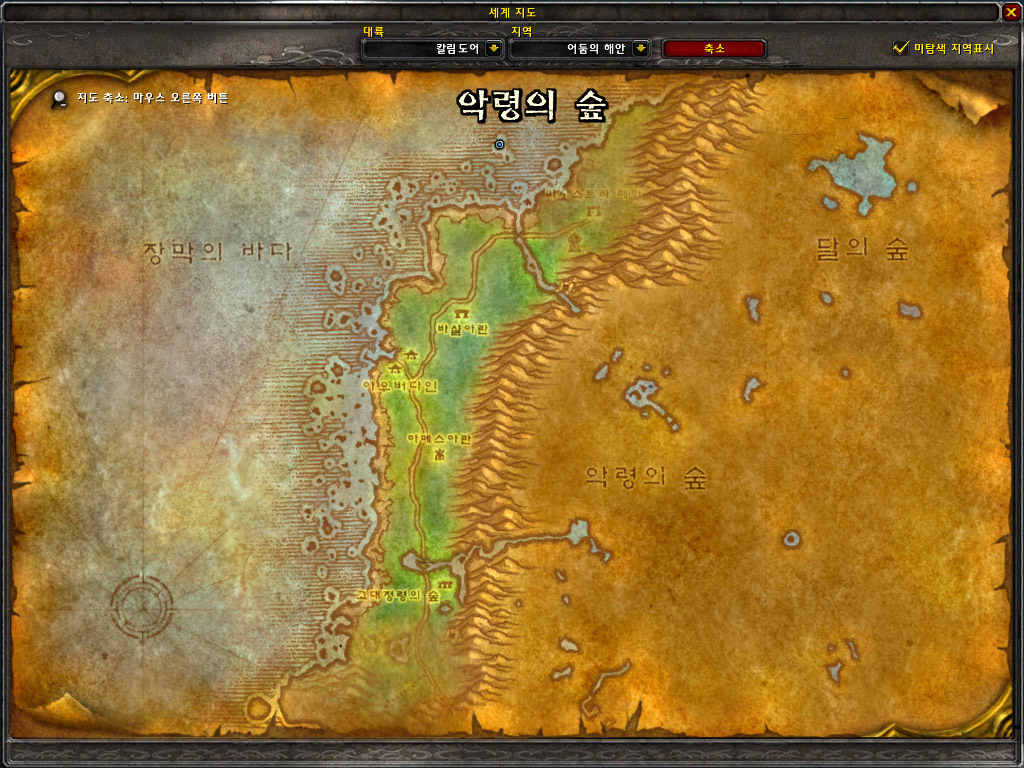 세계 지도
대륙
지역
칼림도어
어둠의 해안
축소
미탐색 지역표시
지도 축소: 마우스 오른쪽 버튼
악령의 숲
장막의 바다
달의 숲
바실아란
아우버다인
아메스아란
악령의 숲
고대정령의 숲